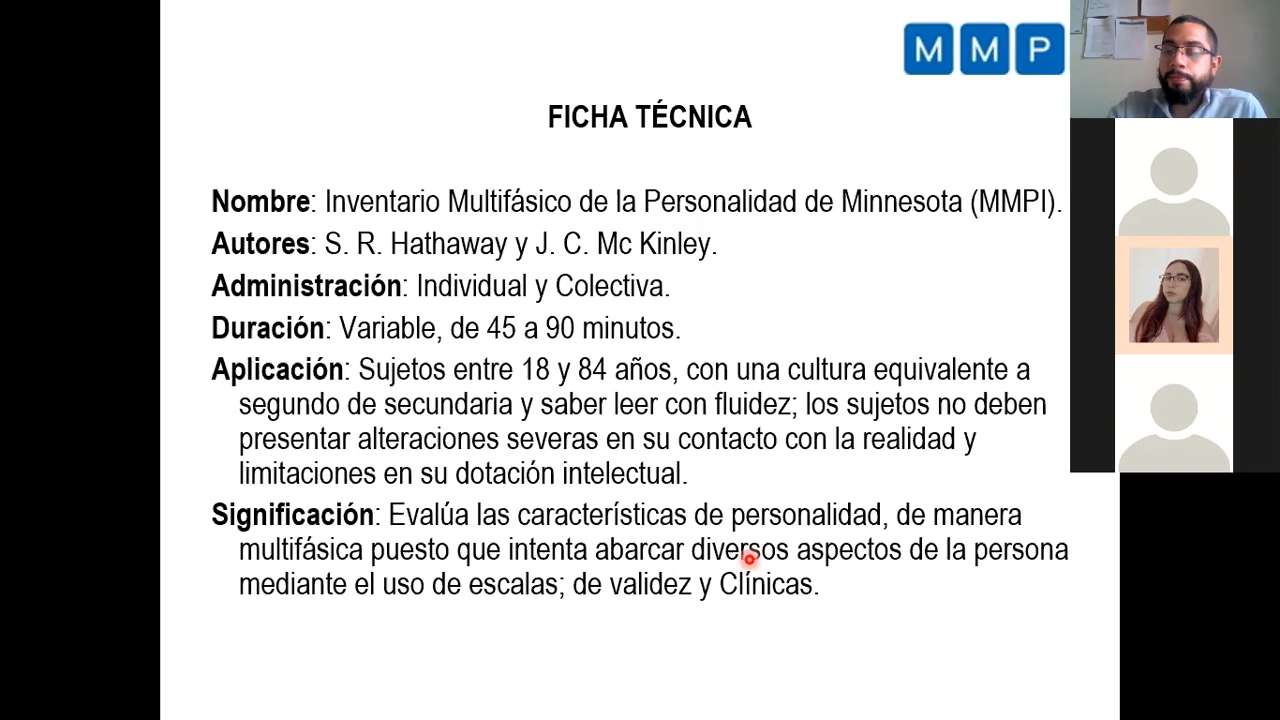 M M P
FICHA TÉCNICA
Nombre: Inventario Multifásico de la Personalidad de Minnesota (MMPI).
Autores: S. R. Hathaway y J. C. Mc Kinley.
Administración: Individual y Colectiva.
Duración: Variable, de 45 a 90 minutos.
Aplicación: Sujetos entre 18 y 84 años, con una cultura equivalente a
segundo de secundaria y saber leer con fluidez; los sujetos no deben
presentar alteraciones severas en su contacto con la realidad y
limitaciones en su dotación intelectual.
Significación: Evalúa las características de personalidad, de manera
multifásica puesto que intenta abarcar diversos aspectos de la persona
mediante el uso de escalas; de validez y Clínicas.